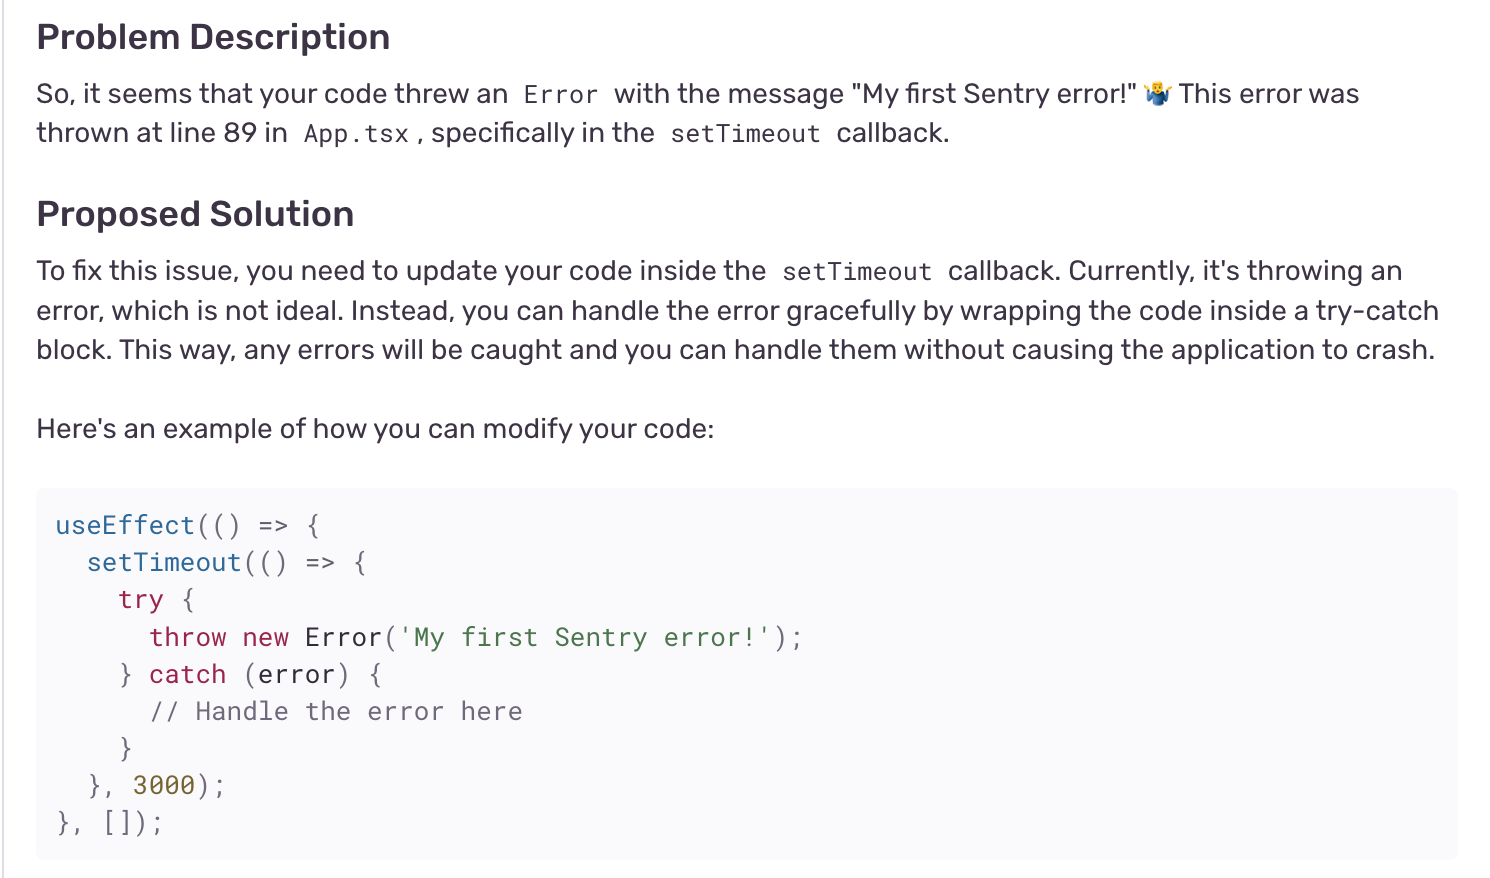 Problem Description
So, it seems that your code threw an Error with the message "My first Sentry error!" 🤷‍♂️ This error was
thrown at line 89 in App.tsx, specifically in the setTimeout callback.
Proposed Solution
To fix this issue, you need to update your code inside the setTimeout callback. Currently, it's throwing an
error, which is not ideal. Instead, you can handle the error gracefully by wrapping the code inside a try-catch
block. This way, any errors will be caught and you can handle them without causing the application to crash.
Here's an example of how you can modify your code:
useEffect(() => {
  setTimeout(() => {
    try {
      throw new Error('My first Sentry error!');
    } catch (error) {
      // Handle the error here
    }
  }, 3000);
}, []);